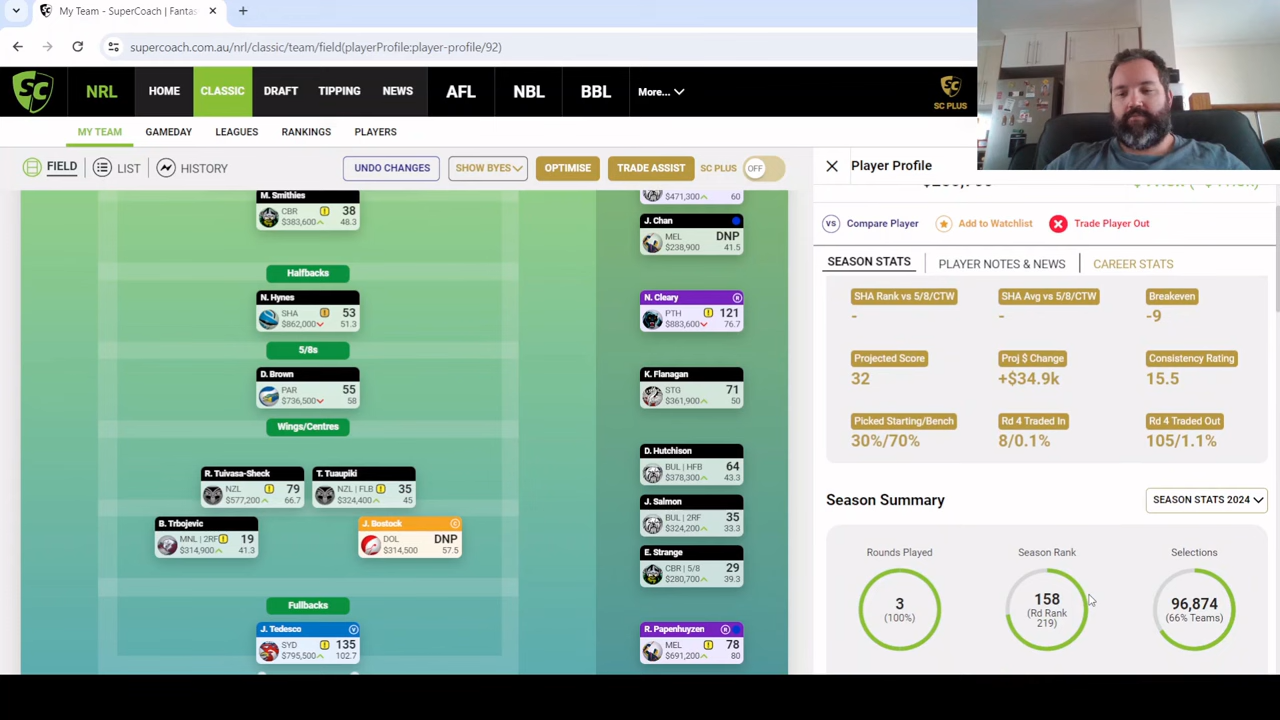 My Team - SuperCoach | Fantas
supercoach.com.au/nrl/classic/team/field(playerProfile:player-profile/92)
SC NRL HOME CLASSIC DRAFT TIPPING NEWS AFL NBL BBL More... SC PLUS
MY TEAM GAMEDAY LEAGUES RANKINGS PLAYERS
FIELD LIST HISTORY UNDO CHANGES SHOW BYES OPTIMISE TRADE ASSIST SC PLUS OFF
M. Smithies
CBR 38
$383,600 48.3
Halfbacks
N. Hynes
SHA 53
$862,000 51.3
5/8s
D. Brown
PAR 55
$736,500 58
Wings/Centres
R. Tuivasa-Sheck
NZL 79
$577,200 66.7
T. Tuaupiki
NZL | FLB 35
$324,400 45
B. Trbojevic
MNL | 2RF 19
$314,900 41.3
J. Bostock C
DOL DNP
$314,500 57.5
Fullbacks
J. Tedesco V
SYD 135
$795,500 102.7
$471,300 60
J. Chan
MEL DNP
$238,900 41.5
N. Cleary R
PTH 121
$883,600 76.7
K. Flanagan
STG 71
$361,900 50
D. Hutchison
BUL | HFB 64
$378,300 43.3
J. Salmon
BUL | 2RF 35
$324,200 33.3
E. Strange
CBR | 5/8 29
$280,700 39.3
R. Papenhuyzen R
MEL 78
$691,200 80
Player Profile
VS Compare Player Add to Watchlist Trade Player Out
SEASON STATS PLAYER NOTES & NEWS CAREER STATS
SHA Rank vs 5/8/CTW SHA Avg vs 5/8/CTW Breakeven
- - -9
Projected Score Proj $ Change Consistency Rating
32 +$34.9k 15.5
Picked Starting/Bench Rd 4 Traded In Rd 4 Traded Out
30%/70% 8/0.1% 105/1.1%
Season Summary SEASON STATS 2024
Rounds Played Season Rank Selections
3 158 96,874
(100%) (Rd Rank (66% Teams)
219)